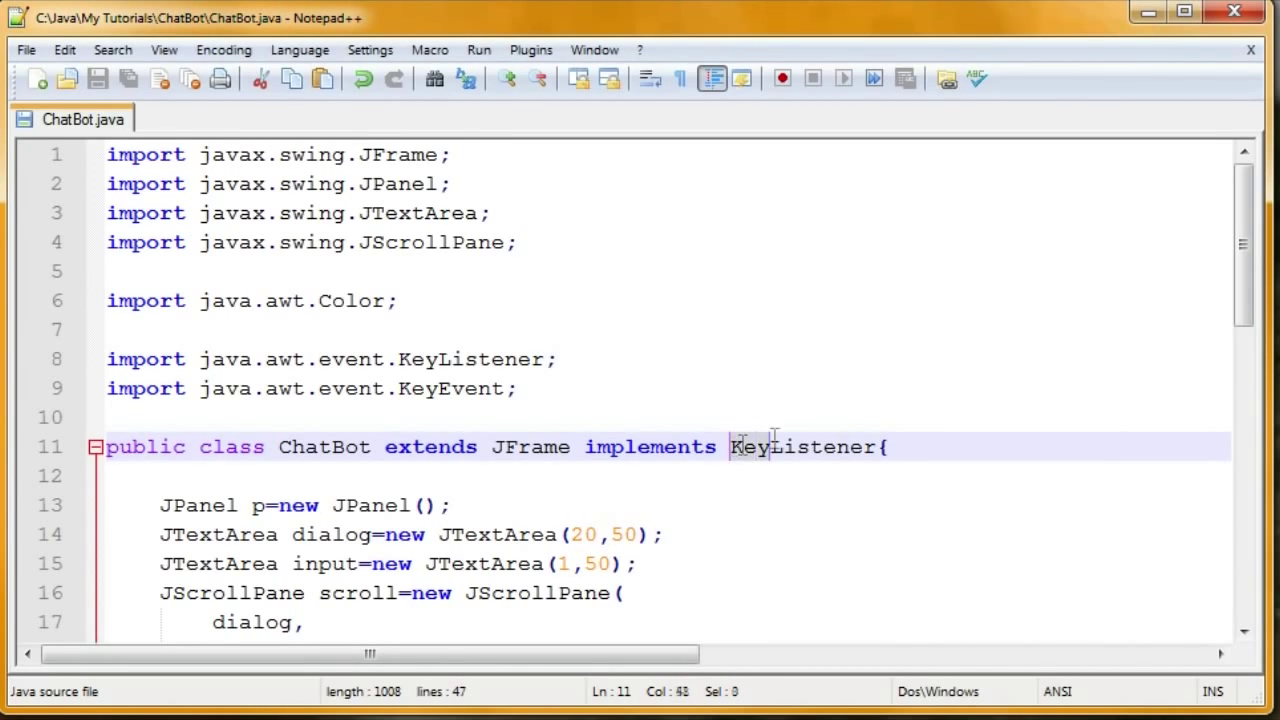 C:\Java\My Tutorials\ChatBot\ChatBot.java - Notepad++
File Edit Search View Encoding Language Settings Macro Run Plugins Window ? X
ABC
ChatBot.java
1 import javax.swing.JFrame;
2 import javax.swing.JPanel;
3 import javax.swing.JTextArea;
4 import javax.swing.JScrollPane;
5
6 import java.awt.Color;
7
8 import java.awt.event.KeyListener;
9 import java.awt.event.KeyEvent;
10
11 public class ChatBot extends JFrame implements KeyListener{
12
13 JPanel p=new JPanel();
14 JTextArea dialog=new JTextArea(20,50);
15 JTextArea input=new JTextArea(1,50);
16 JScrollPane scroll=new JScrollPane(
17 dialog,
Java source file length : 1008 lines : 47 Ln : 11 Col : Sel : Dos\Windows ANSI INS